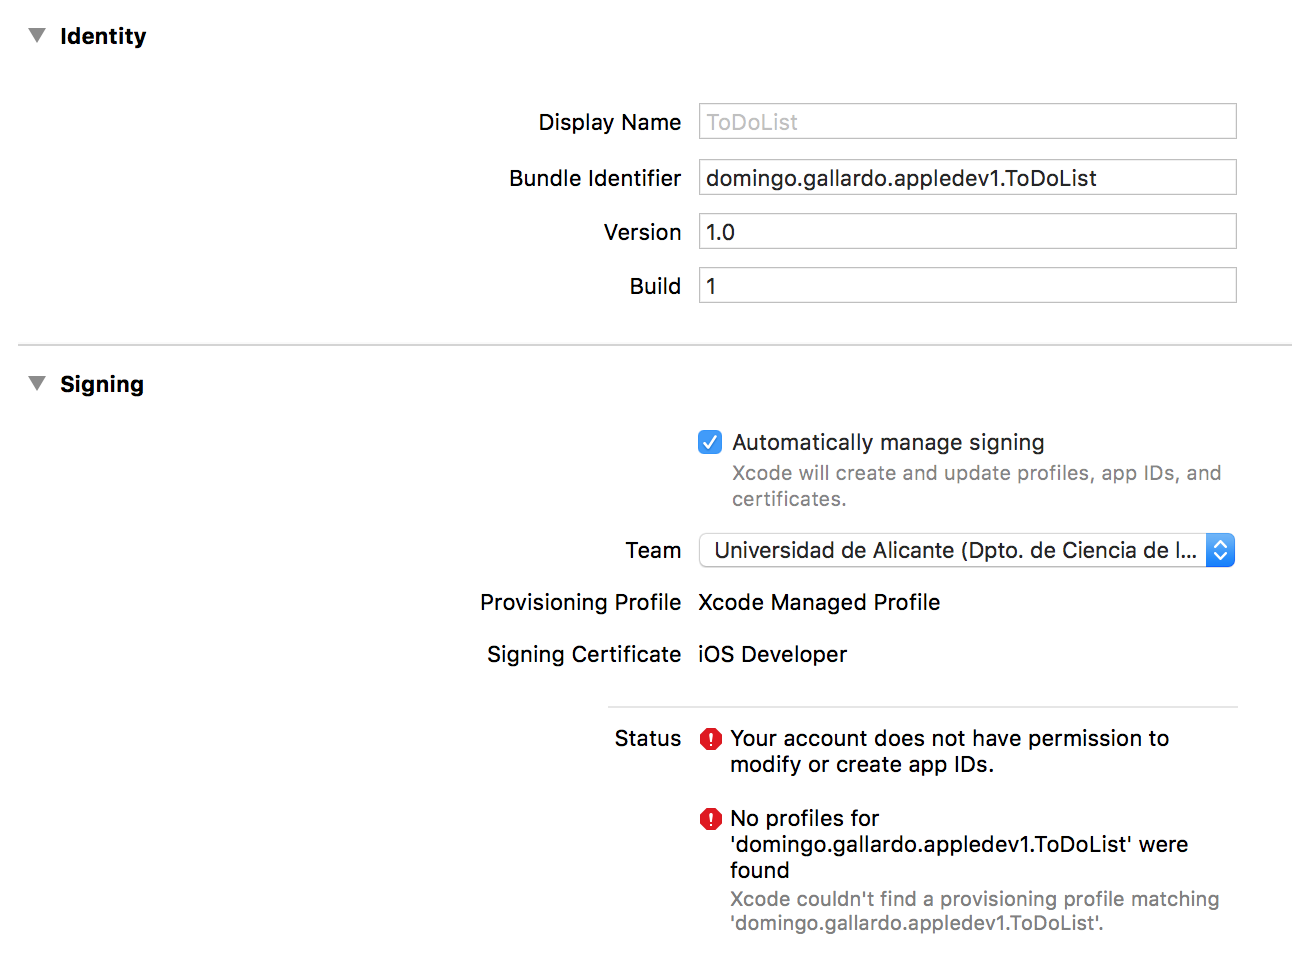 Identity
Display Name ToDoList
Bundle Identifier domingo.gallardo.appledev1.ToDoList
Version 1.0
Build 1
Signing
Automatically manage signing
Xcode will create and update profiles, app IDs, and
certificates.
Team Universidad de Alicante (Dpto. de Ciencia de l...
Provisioning Profile Xcode Managed Profile
Signing Certificate iOS Developer
Status Your account does not have permission to
modify or create app IDs.
No profiles for
'domingo.gallardo.appledev1.ToDoList' were
found
Xcode couldn't find a provisioning profile matching
'domingo.gallardo.appledev1.ToDoList'.